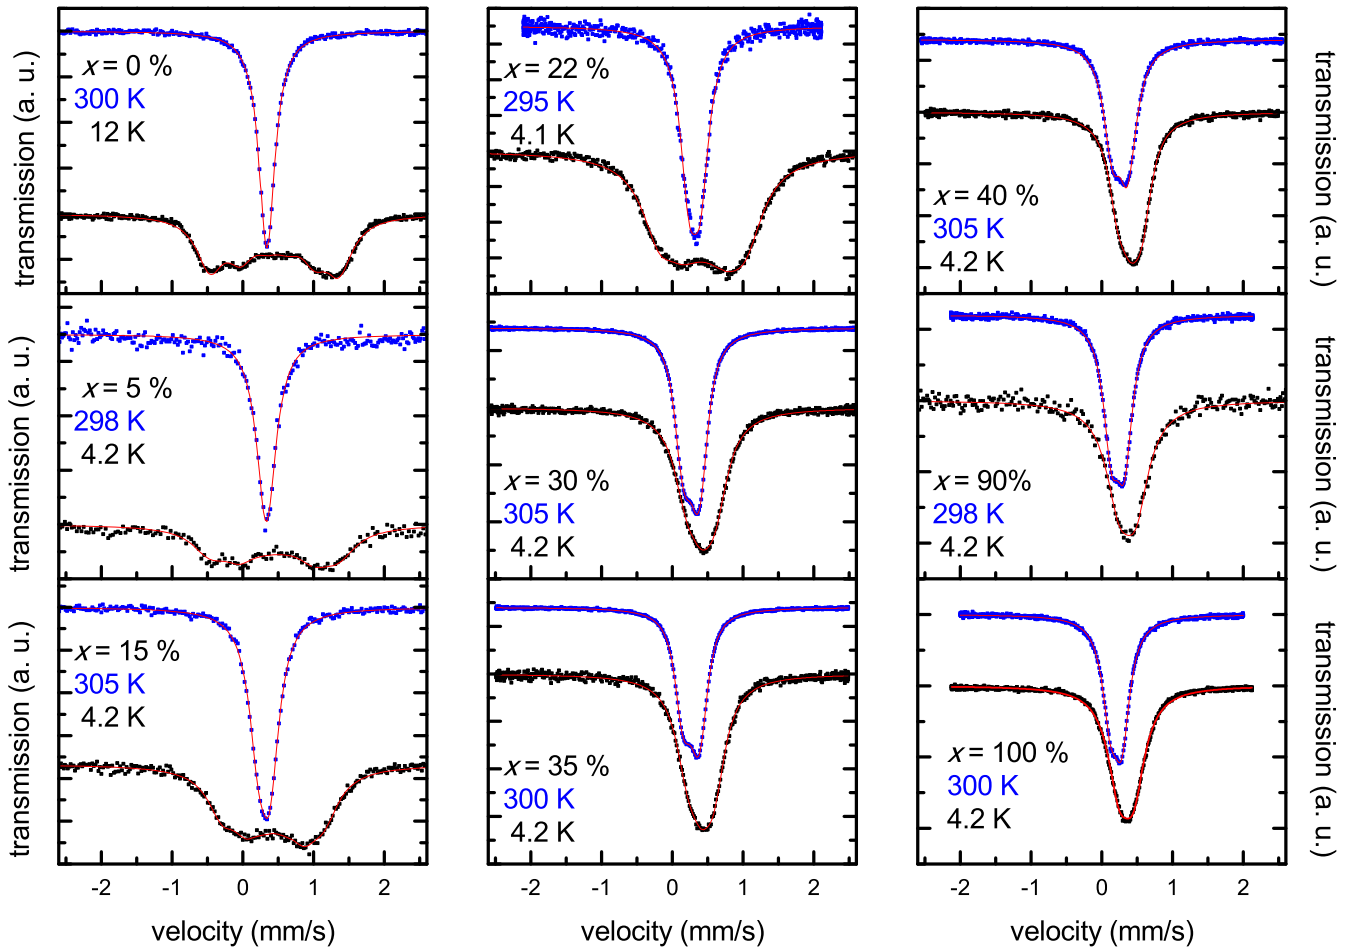 transmission (a. u.)
x = 0 %
300 K
12 K
x = 22 %
295 K
4.1 K
x = 40 %
305 K
4.2 K
transmission (a. u.)
transmission (a. u.)
x = 5 %
298 K
4.2 K
x = 30 %
305 K
4.2 K
x = 90%
298 K
4.2 K
transmission (a. u.)
transmission (a. u.)
x = 15 %
305 K
4.2 K
x = 35 %
300 K
4.2 K
x = 100 %
300 K
4.2 K
transmission (a. u.)
-2 -1 0 1 2
-2 -1 0 1 2
-2 -1 0 1 2
velocity (mm/s)
velocity (mm/s)
velocity (mm/s)